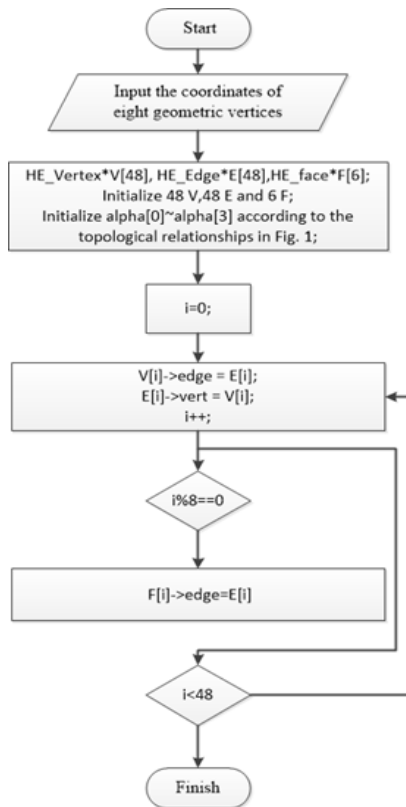 Start
Input the coordinates of
eight geometric vertices
HE_Vertex*V[48], HE_Edge*E[48],HE_face*F[6];
Initialize 48 V,48 E and 6 F;
Initialize alpha[0]~alpha[3] according to the
topological relationships in Fig. 1;
i=0;
V[i]->edge = E[i];
E[i]->vert = V[i];
i++;
i%8==0
F[i]->edge=E[i]
i<48
Finish